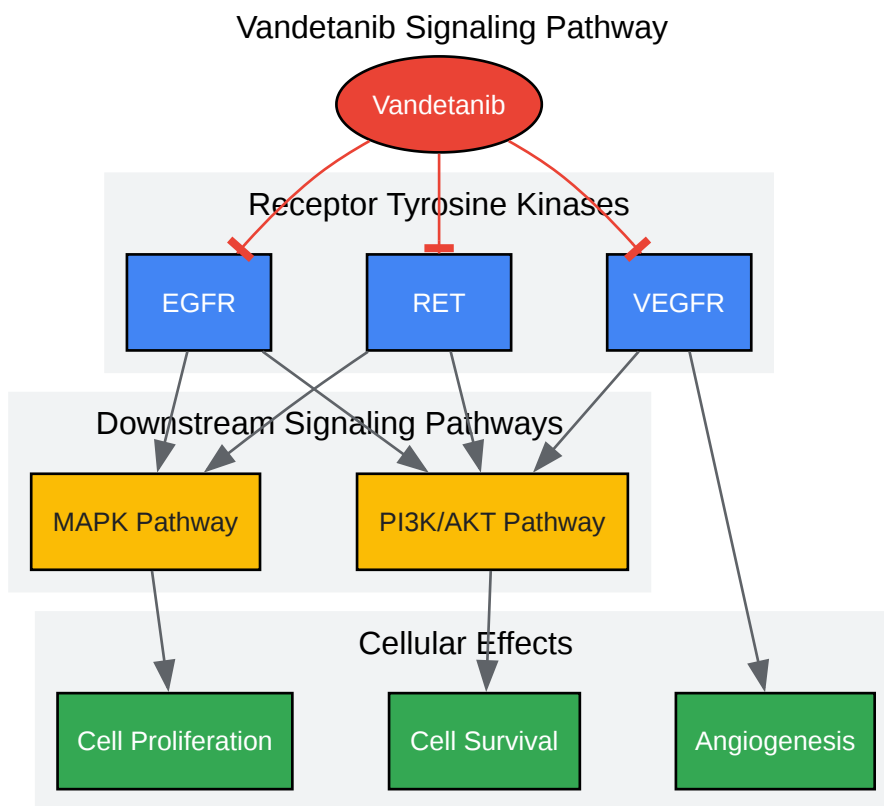 Vandetanib Signaling Pathway
Vandetanib
Receptor Tyrosine Kinases
EGFR
RET
VEGFR
Downstream Signaling Pathways
MAPK Pathway
PI3K/AKT Pathway
Cellular Effects
Cell Proliferation
Cell Survival
Angiogenesis